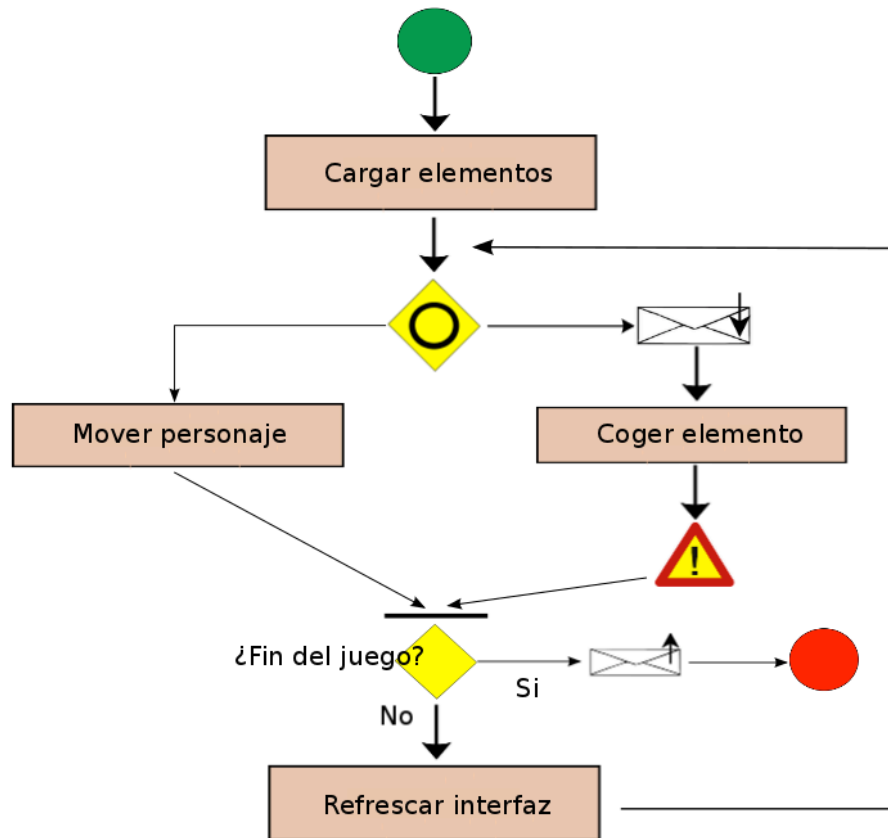 Cargar elementos
Mover personaje
Coger elemento
!
¿Fin del juego?
Si
No
Refrescar interfaz